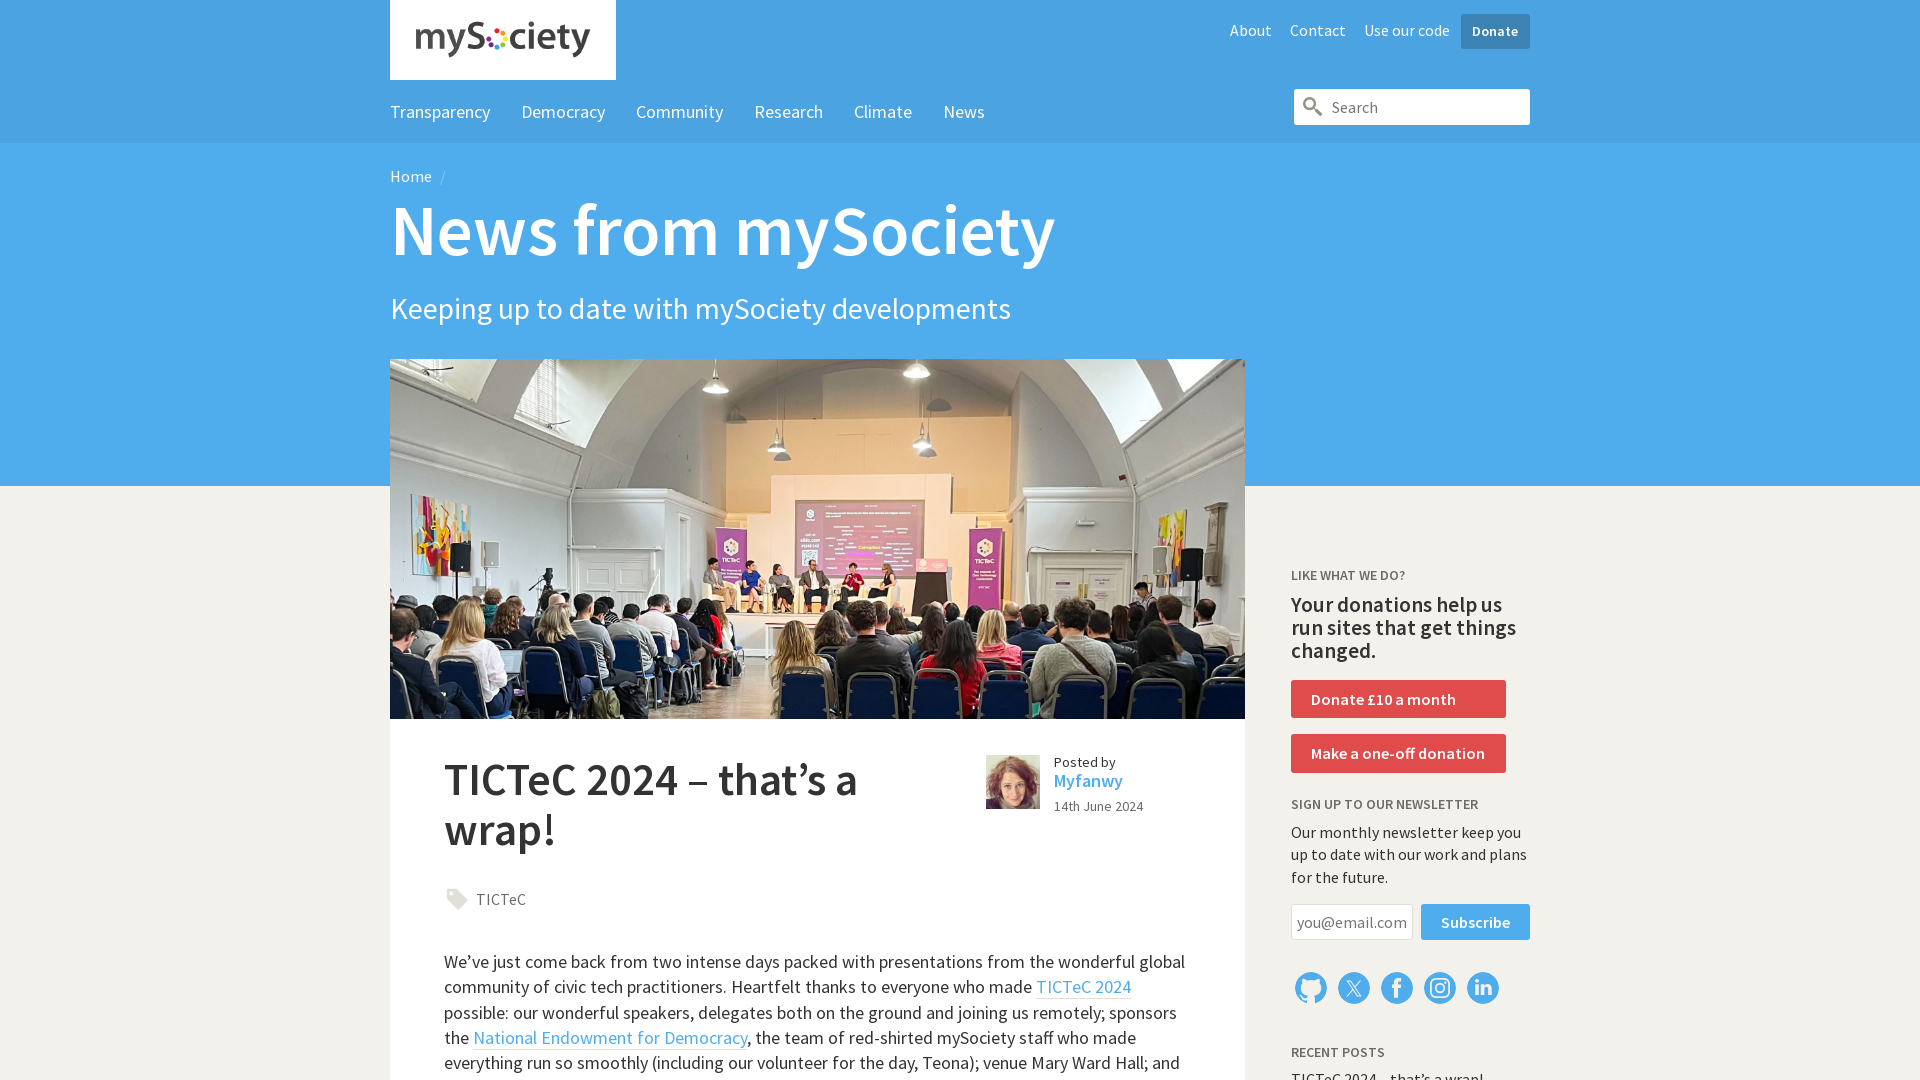 mySociety
About
Contact
Use our code
Donate
Transparency
Democracy
Community
Research
Climate
News
Search
Home /
News from mySociety
Keeping up to date with mySociety developments
TICTeC
TICTeC
TICTeC 2024 – that’s a
wrap!
Posted by
Myfanwy
14th June 2024
TICTeC
We’ve just come back from two intense days packed with presentations from the wonderful global
community of civic tech practitioners. Heartfelt thanks to everyone who made TICTeC 2024
possible: our wonderful speakers, delegates both on the ground and joining us remotely; sponsors
the National Endowment for Democracy, the team of red-shirted mySociety staff who made
everything run so smoothly (including our volunteer for the day, Teona); venue Mary Ward Hall; and
LIKE WHAT WE DO?
Your donations help us
run sites that get things
changed.
Donate £10 a month
Make a one-off donation
SIGN UP TO OUR NEWSLETTER
Our monthly newsletter keep you
up to date with our work and plans
for the future.
you@email.com
Subscribe
RECENT POSTS
TICTeC 2024 – that’s a wrap!